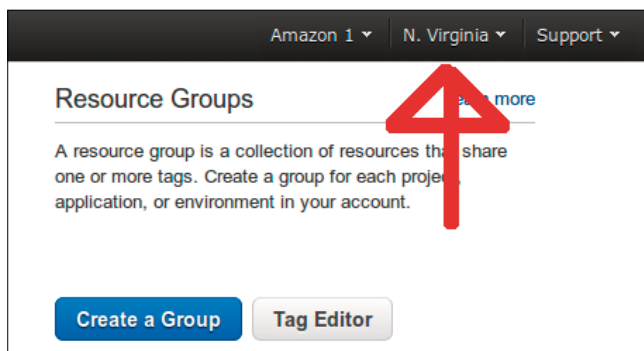 Amazon 1 N. Virginia Support
Resource Groups more
A resource group is a collection of resources share
one or more tags. Create a group for each
application, or environment in your account.
Create a Group Tag Editor